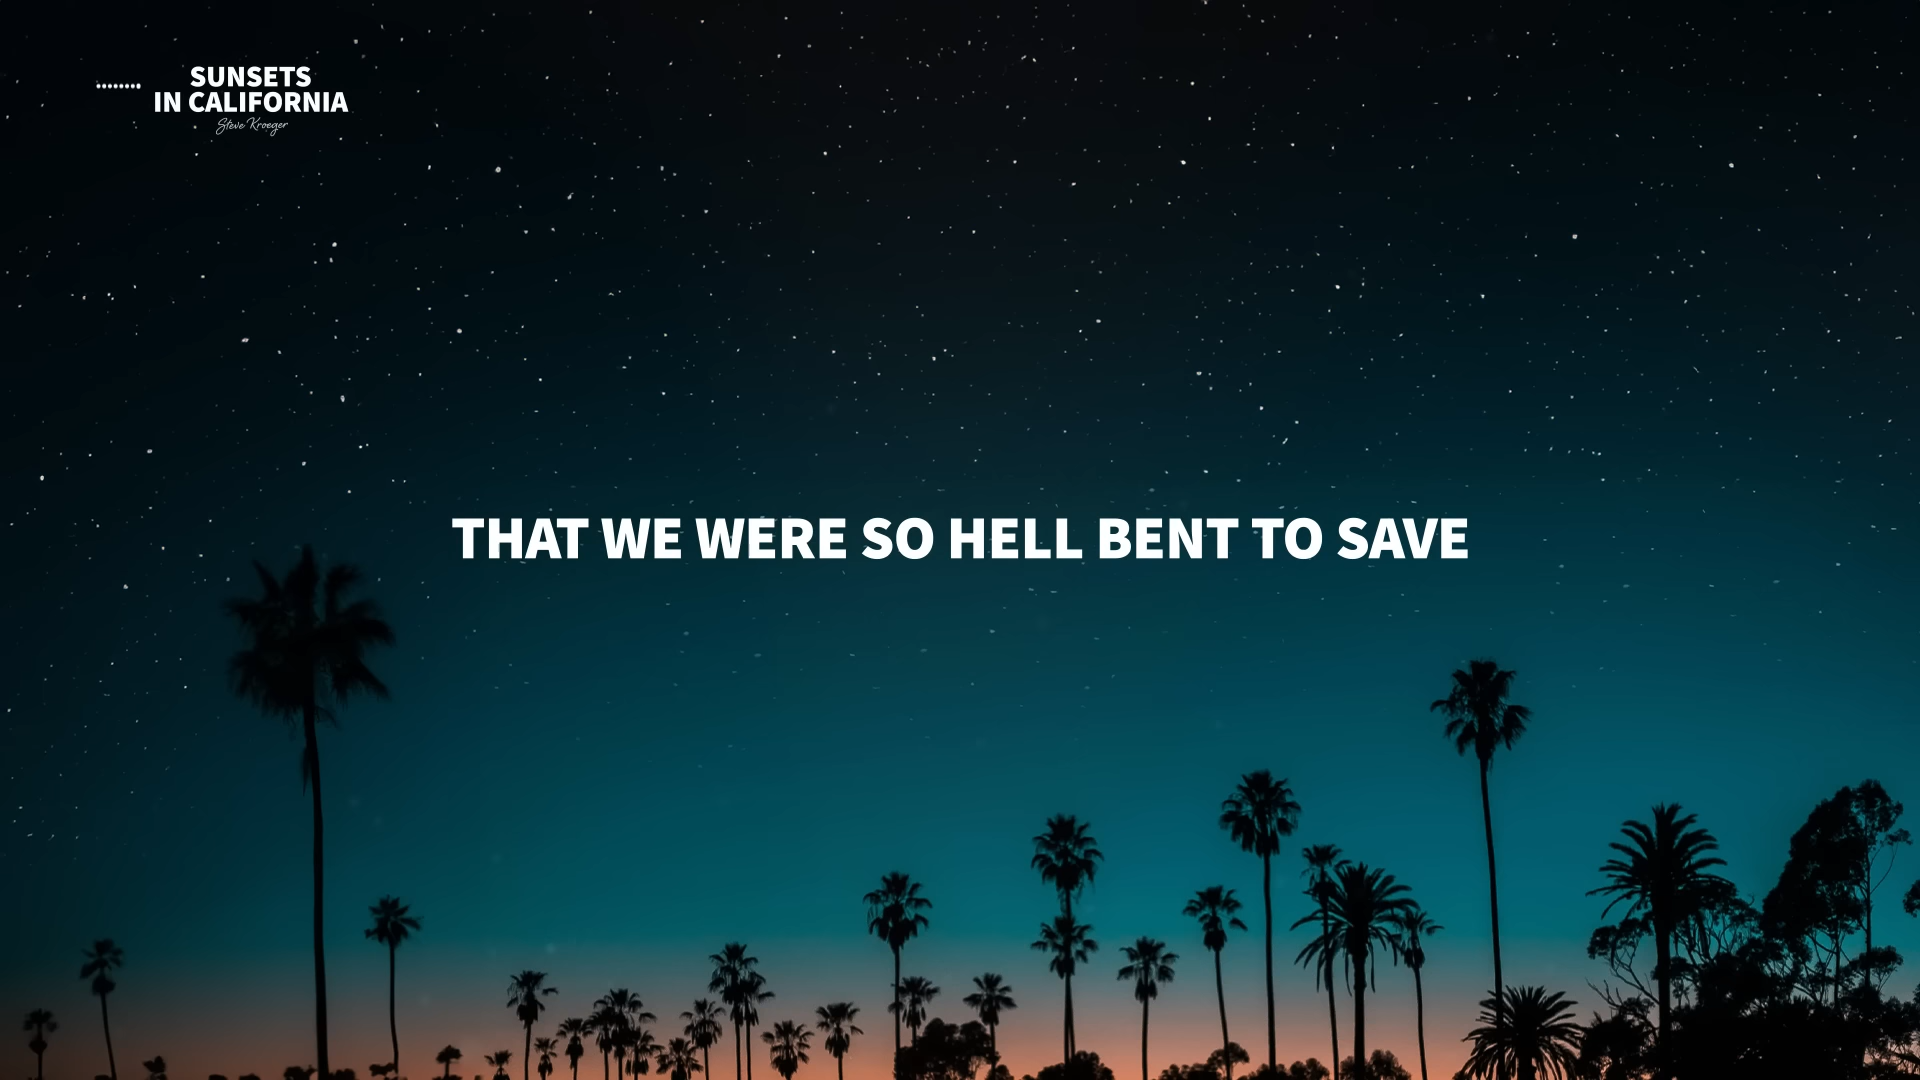 SUNSETS
IN CALIFORNIA
Steve Kroeger
THAT WE WERE SO HELL BENT TO SAVE